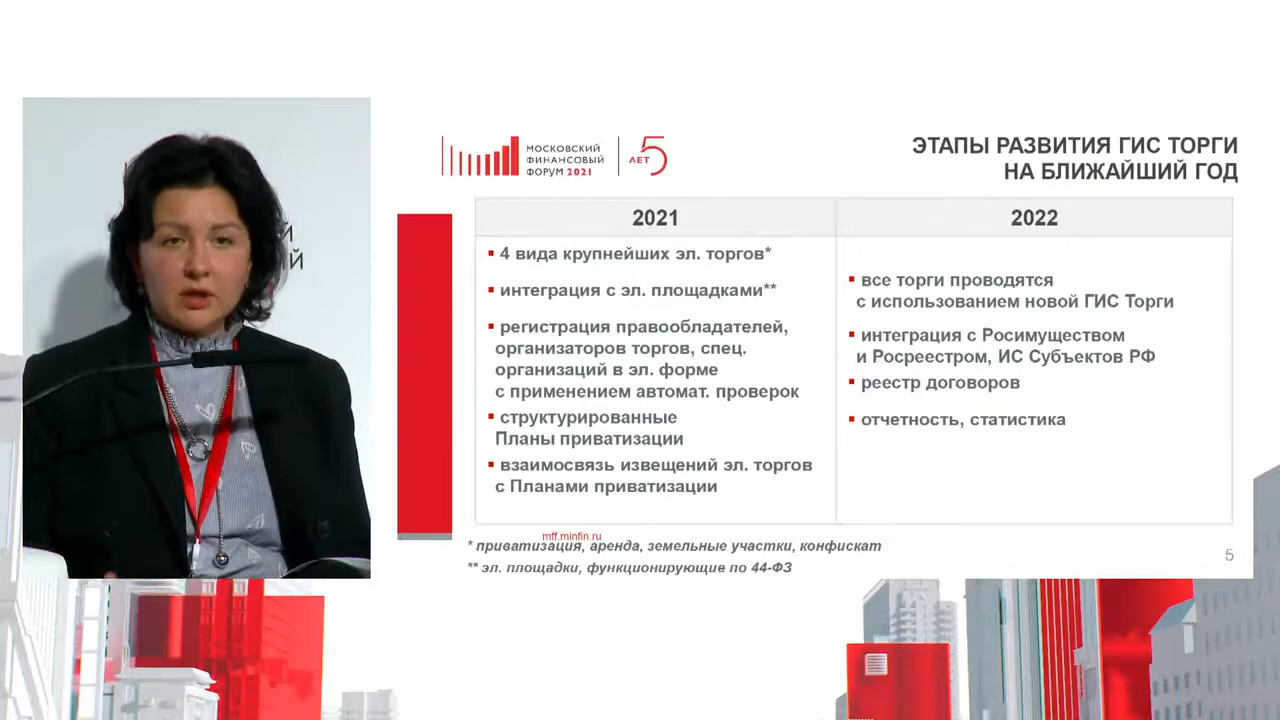 МОСКОВСКИЙ
ФИНАНСОВЫЙ
ФОРУМ 2021
5
ЛЕТ
ЭТАПЫ РАЗВИТИЯ ГИС ТОРГИ
НА БЛИЖАЙШИЙ ГОД
2021
4 вида крупнейших эл. торгов*
интеграция с эл. площадками**
регистрация правообладателей,
организаторов торгов, спец.
организаций в эл. форме
с применением автомат. проверок
структурированные
Планы приватизации
взаимосвязь извещений эл. торгов
с Планами приватизации
2022
все торги проводятся
с использованием новой ГИС Торги
интеграция с Росимуществом
и Росреестром, ИС Субъектов РФ
реестр договоров
отчетность, статистика
mff.minfin.ru
* приватизация, аренда, земельные участки, конфискат
** эл. площадки, функционирующие по 44-ФЗ
5